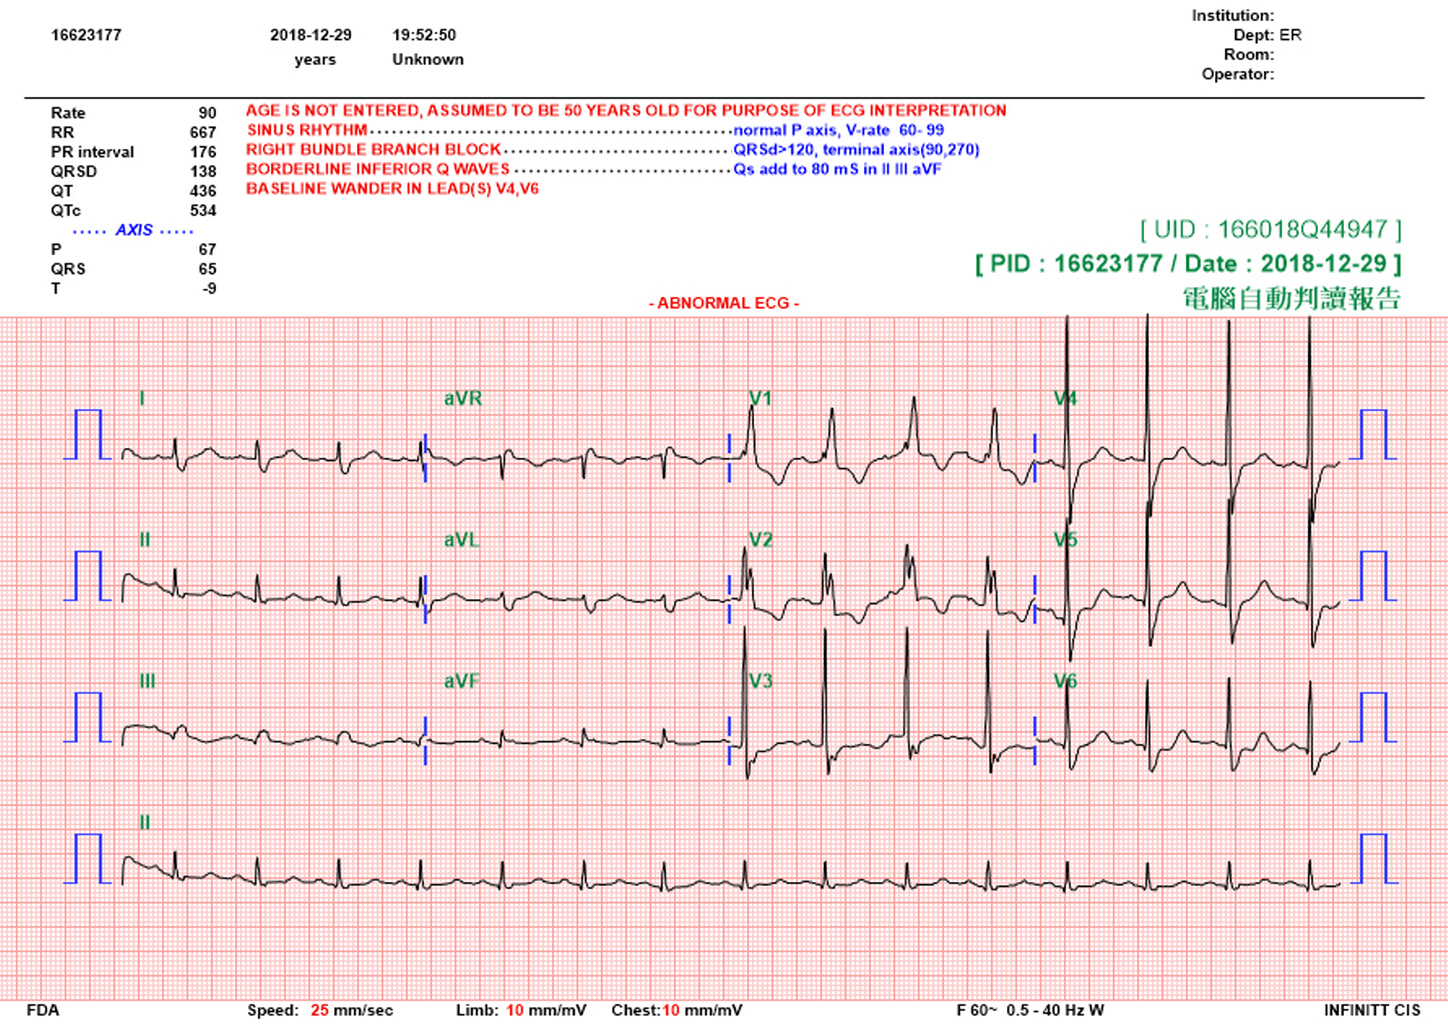 Institution:
16623177 2018-12-29 19:52:50 Dept: ER
years Unknown Room:
Operator:
Rate 90 AGE IS NOT ENTERED, ASSUMED TO BE 50 YEARS OLD FOR PURPOSE OF ECG INTERPRETATION
RR 667 SINUS RHYTHM normal P axis, V-rate 60- 99
PR interval 176 RIGHT BUNDLE BRANCH BLOCK QRSd>120, terminal axis(90,270)
QRSD 138 BORDERLINE INFERIOR Q WAVES Qs add to 80 mS in II III aVF
QT 436 BASELINE WANDER IN LEAD(S) V4,V6
QTc 534
····· AXIS ·····
[ UID : 166018Q44947 ]
P 67
[ PID : 16623177 / Date : 2018-12-29 ]
QRS 65
T -9
電腦自動判讀報告
- ABNORMAL ECG -
I aVR V1 V4
II aVL V2 V5
III aVF V3 V6
II
FDA Speed: 25 mm/sec Limb: 10 mm/mV Chest:10 mm/mV F 60~ 0.5 - 40 Hz W INFINITT CIS